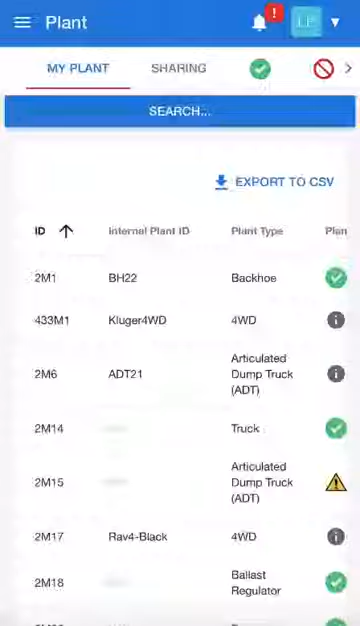 Plant
!
MY PLANT SHARING
SEARCH...
EXPORT TO CSV
ID Internal Plant ID Plant Type Plan
2M1 BH22 Backhoe
433M1 Kluger4WD 4WD
2M6 ADT21 Articulated
Dump Truck
(ADT)
2M14 Truck
2M15 Articulated
Dump Truck
(ADT)
2M17 Rav4-Black 4WD
2M18 Ballast
Regulator